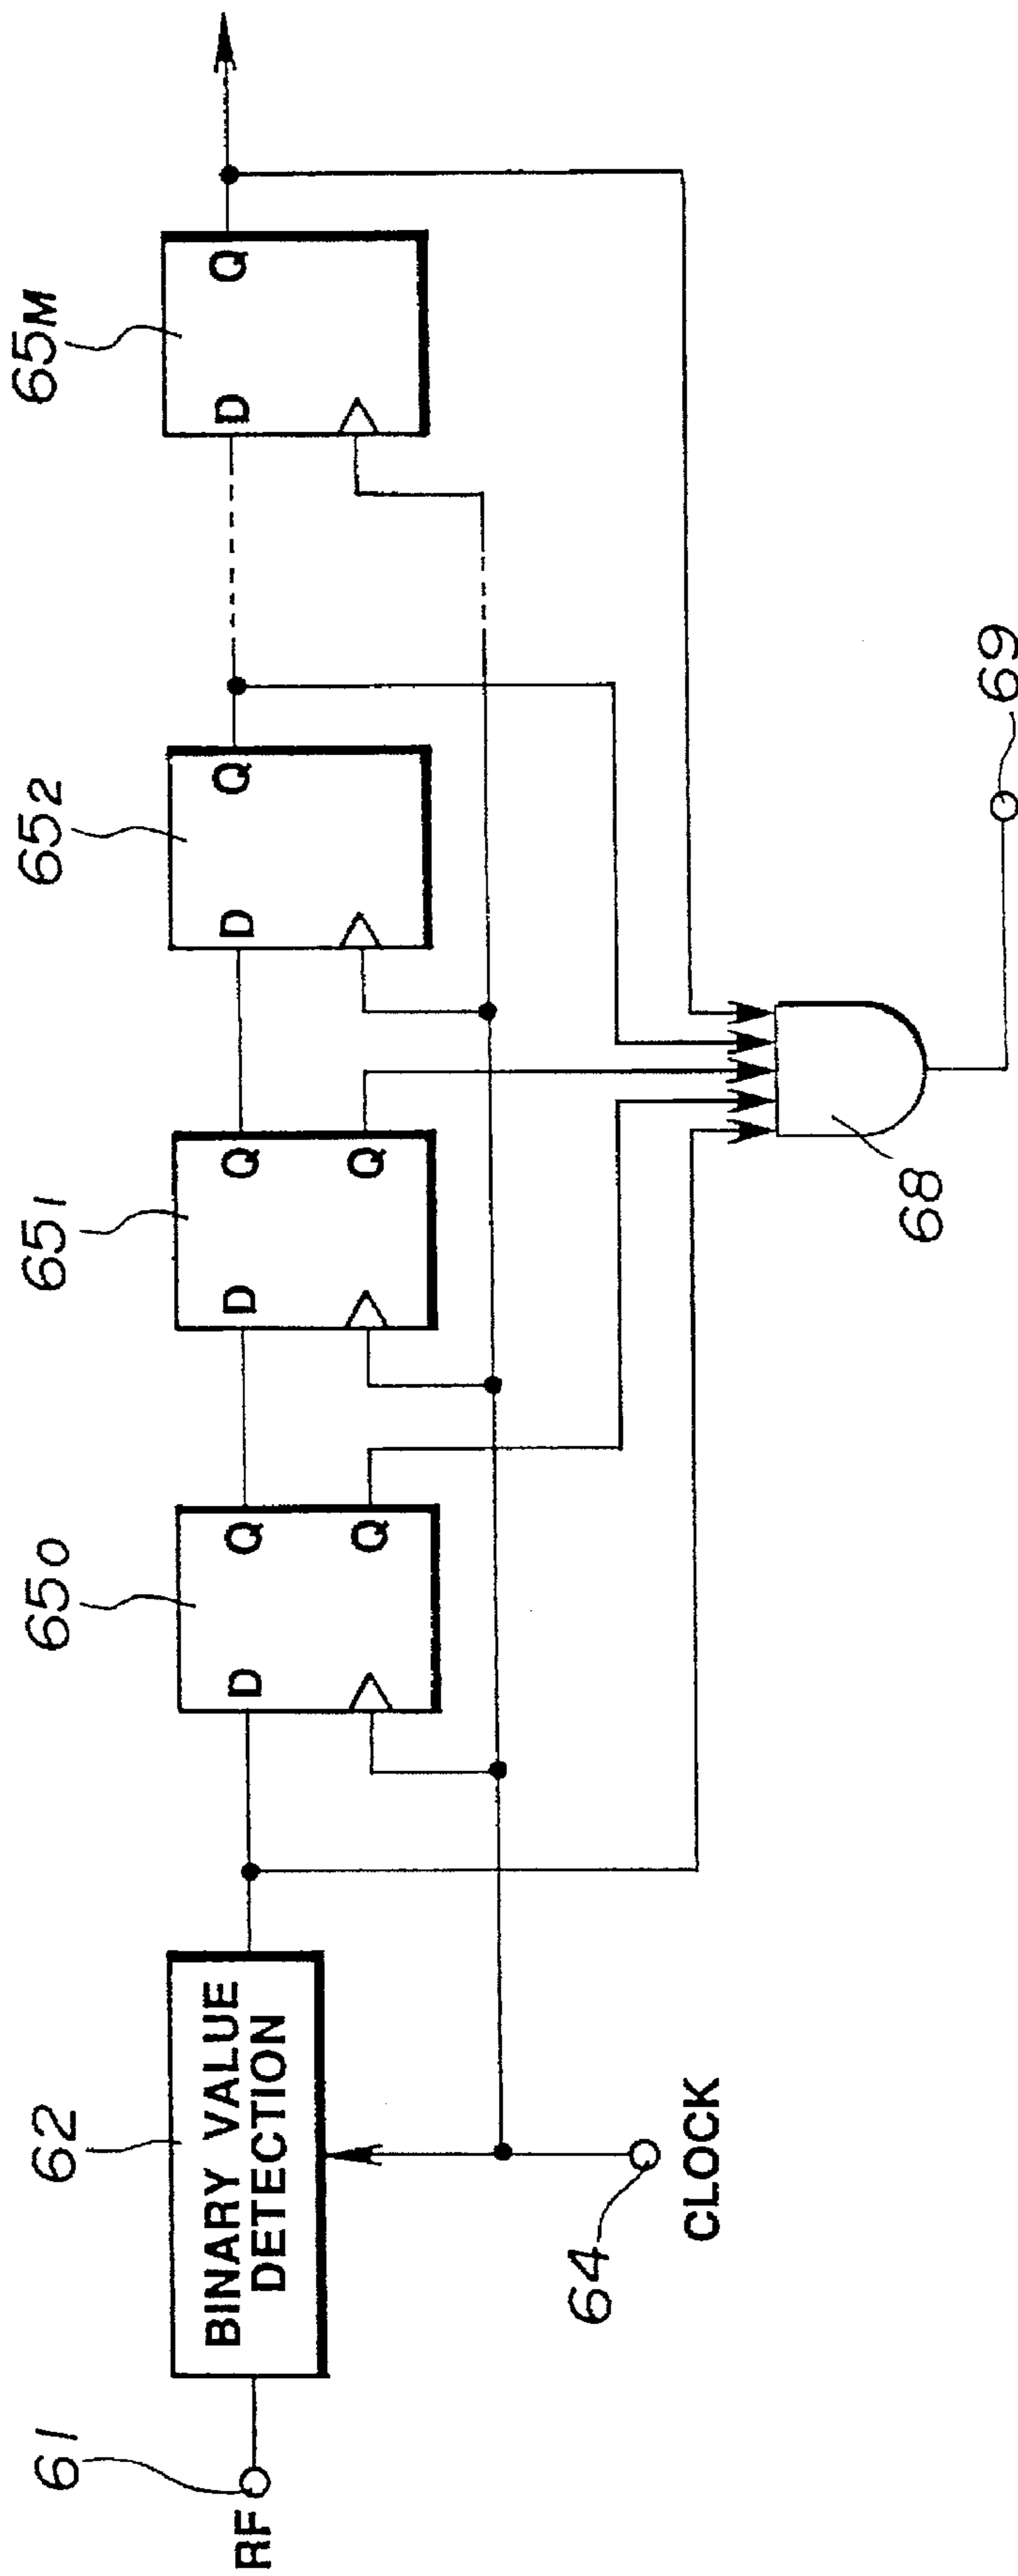 61
RF
62
BINARY VALUE
DETECTION
64
CLOCK
650
D
Q
Q
651
D
Q
Q
652
D
Q
65M
D
Q
68
69